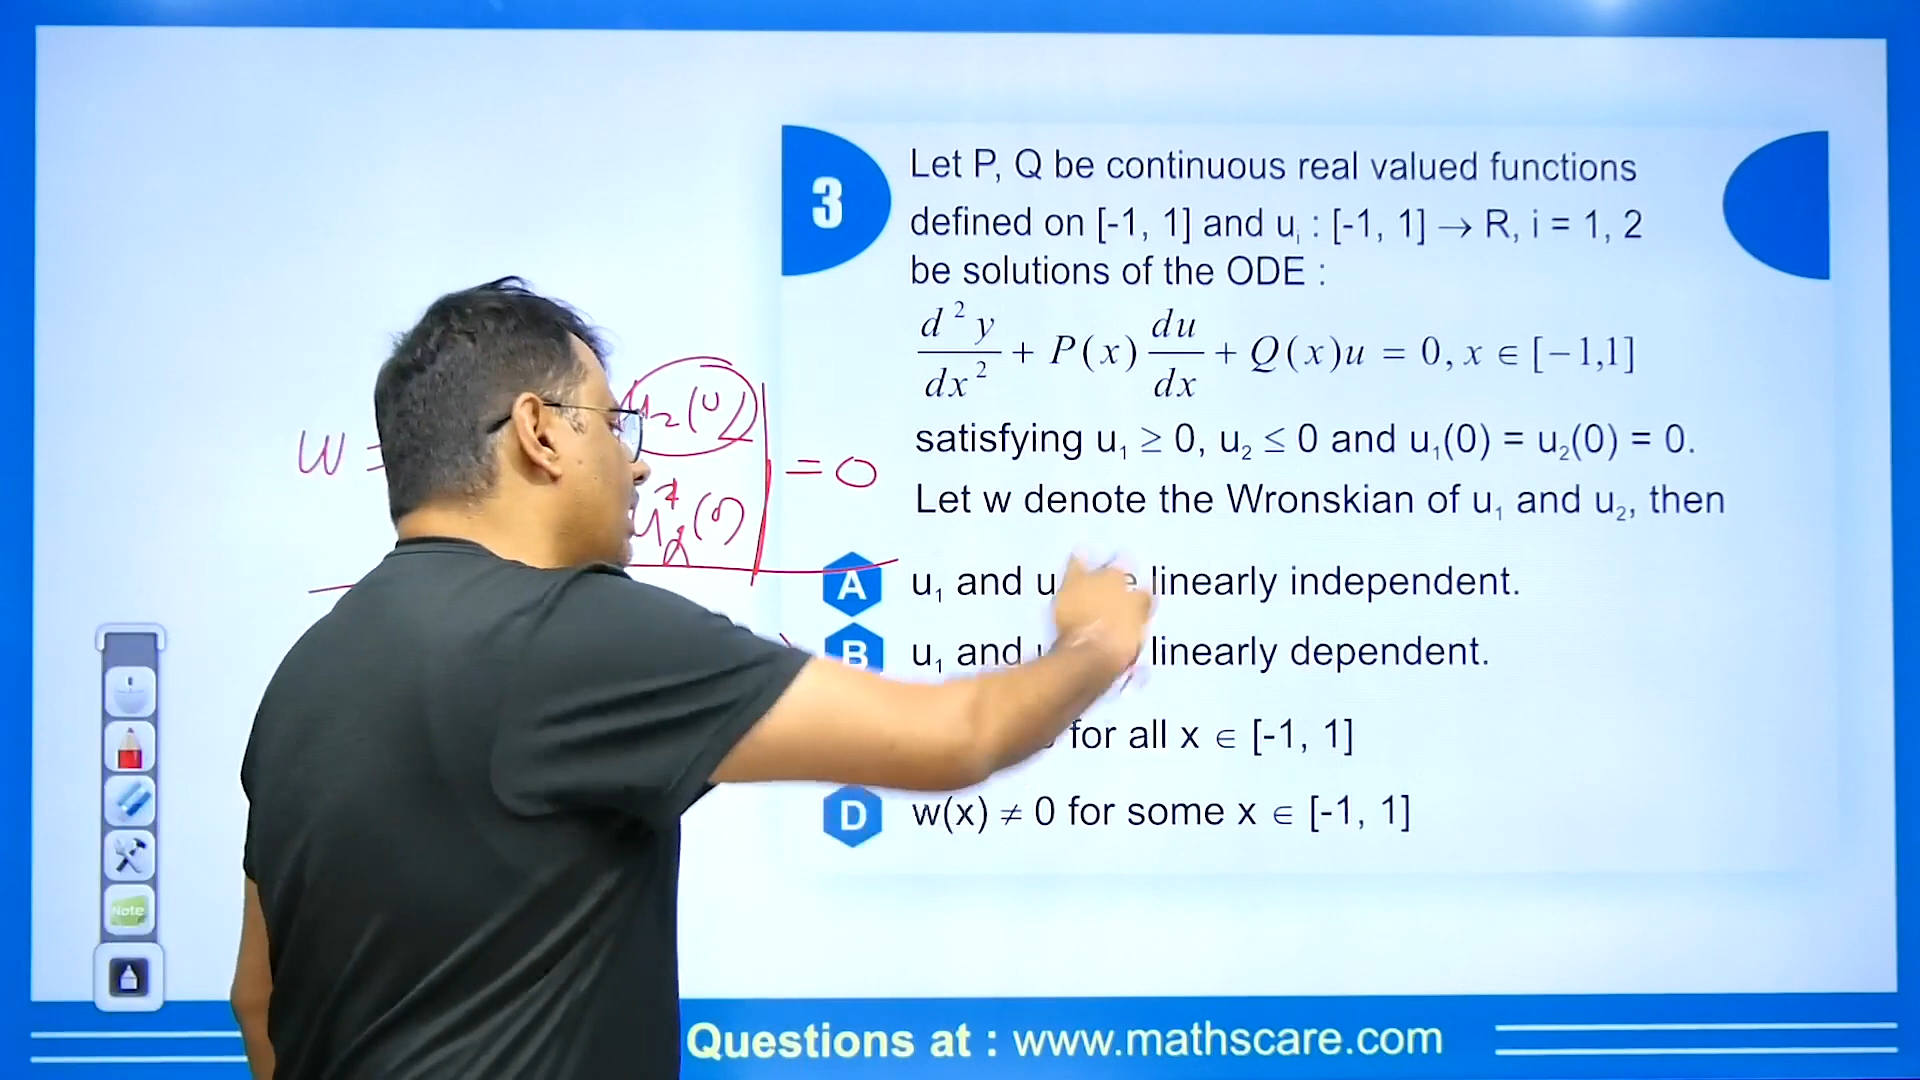 3
Let P, Q be continuous real valued functions
defined on [-1, 1] and uᵢ : [-1, 1] → R, i = 1, 2
be solutions of the ODE :
d²y/dx² + P(x) du/dx + Q(x)u = 0, x ∈ [−1,1]
satisfying u₁ ≥ 0, u₂ ≤ 0 and u₁(0) = u₂(0) = 0.
Let w denote the Wronskian of u₁ and u₂, then
A u₁ and u linearly independent.
B u₁ and linearly dependent.
for all x ∈ [-1, 1]
D w(x) ≠ 0 for some x ∈ [-1, 1]
w =
= 0
Note
Questions at : www.mathscare.com